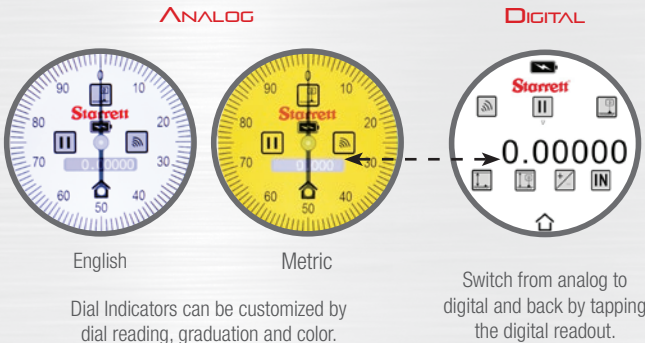 ANALOG
DIGITAL
0
90
10
80
20
70
30
60
40
50
Starrett
0.00000
0
90
10
80
20
70
30
60
40
50
Starrett
0.000
Starrett
0.00000
IN
English
Metric
Dial Indicators can be customized by
dial reading, graduation and color.
Switch from analog to
digital and back by tapping
the digital readout.